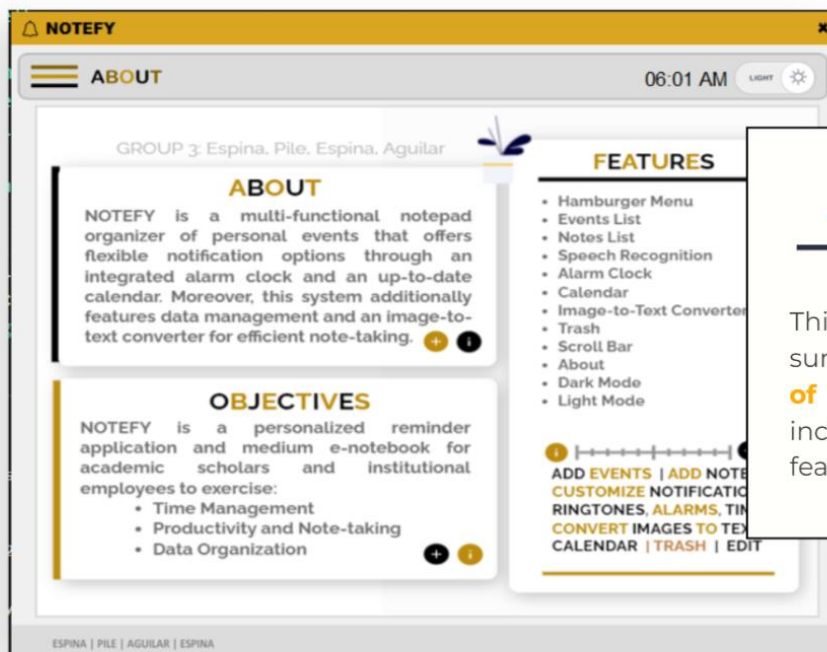 NOTEFY
ABOUT
06:01 AM
LIGHT
GROUP 3: Espina, Pile, Espina, Aguilar
ABOUT
NOTEFY is a multi-functional notepad
organizer of personal events that offers
flexible notification options through an
integrated alarm clock and an up-to-date
calendar. Moreover, this system additionally
features data management and an image-to-
text converter for efficient note-taking.
OBJECTIVES
NOTEFY is a personalized reminder
application and medium e-notebook for
academic scholars and institutional
employees to exercise:
• Time Management
• Productivity and Note-taking
• Data Organization
FEATURES
• Hamburger Menu
• Events List
• Notes List
• Speech Recognition
• Alarm Clock
• Calendar
• Image-to-Text Converter
• Trash
• Scroll Bar
• About
• Dark Mode
• Light Mode
ADD EVENTS | ADD NOTE
CUSTOMIZE NOTIFICATIO
RINGTONES, ALARMS, TIM
CONVERT IMAGES TO TEX
CALENDAR | TRASH | EDIT
Thi
sur
of
inc
fea
ESPINA | PILE | AGUILAR | ESPINA